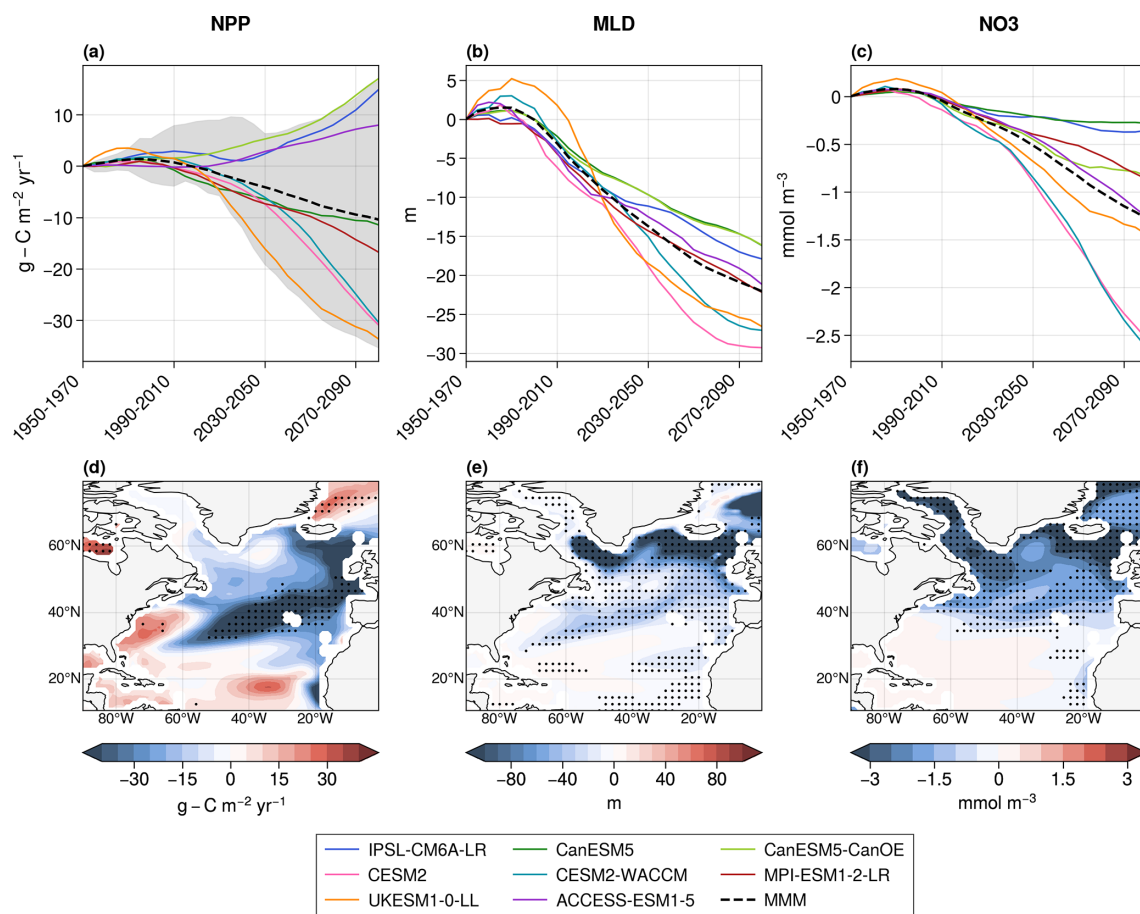 NPP MLD NO3
(a) (b) (c)
10
0
−10
−20
−30
g − C m⁻² yr⁻¹
1950-1970 1990-2010 2030-2050 2070-2090
5
0
−5
−10
−15
−20
−25
−30
m
1950-1970 1990-2010 2030-2050 2070-2090
0
−0.5
−1
−1.5
−2
−2.5
mmol m⁻³
1950-1970 1990-2010 2030-2050 2070-2090
(d) (e) (f)
60°N
40°N
20°N
80°W 60°W 40°W 20°W
60°N
40°N
20°N
80°W 60°W 40°W 20°W
60°N
40°N
20°N
80°W 60°W 40°W 20°W
−30 −15 0 15 30
g − C m⁻² yr⁻¹
−80 −40 0 40 80
m
−3 −1.5 0 1.5 3
mmol m⁻³
IPSL-CM6A-LR CanESM5 CanESM5-CanOE
CESM2 CESM2-WACCM MPI-ESM1-2-LR
UKESM1-0-LL ACCESS-ESM1-5 MMM